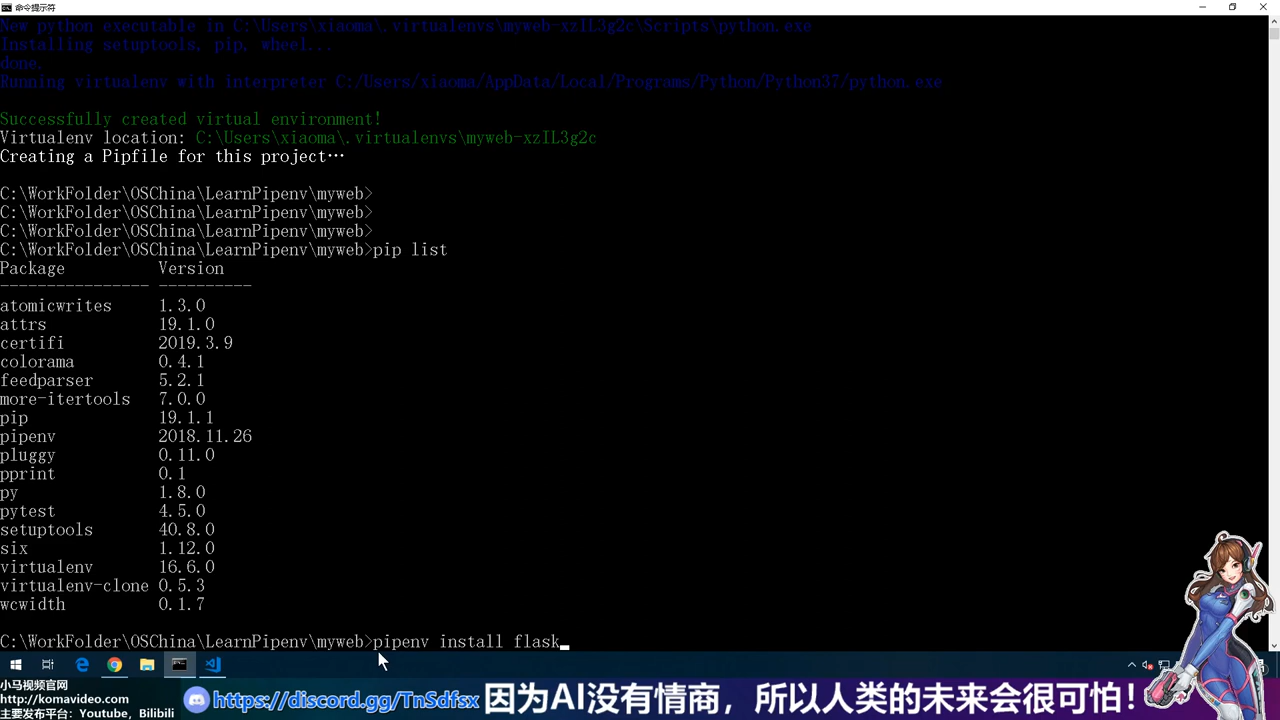 命令提示符
New python executable in C:\Users\xiaoma\.virtualenvs\myweb-xzIL3g2c\Scripts\python.exe
Installing setuptools, pip, wheel...
done.
Running virtualenv with interpreter C:/Users/xiaoma/AppData/Local/Programs/Python/Python37/python.exe
Successfully created virtual environment!
Virtualenv location: C:\Users\xiaoma\.virtualenvs\myweb-xzIL3g2c
Creating a Pipfile for this project…
C:\WorkFolder\OSChina\LearnPipenv\myweb>
C:\WorkFolder\OSChina\LearnPipenv\myweb>
C:\WorkFolder\OSChina\LearnPipenv\myweb>
C:\WorkFolder\OSChina\LearnPipenv\myweb>pip list
Package Version
---------------- ----------
atomicwrites 1.3.0
attrs 19.1.0
certifi 2019.3.9
colorama 0.4.1
feedparser 5.2.1
more-itertools 7.0.0
pip 19.1.1
pipenv 2018.11.26
pluggy 0.11.0
pprint 0.1
py 1.8.0
pytest 4.5.0
setuptools 40.8.0
six 1.12.0
virtualenv 16.6.0
virtualenv-clone 0.5.3
wcwidth 0.1.7
C:\WorkFolder\OSChina\LearnPipenv\myweb>pipenv install flask
小马视频官网
http://komavideo.com
主要发布平台: Youtube, Bilibili
https://discord.gg/TnSdfsx 因为AI没有情商，所以人类的未来会很可怕！